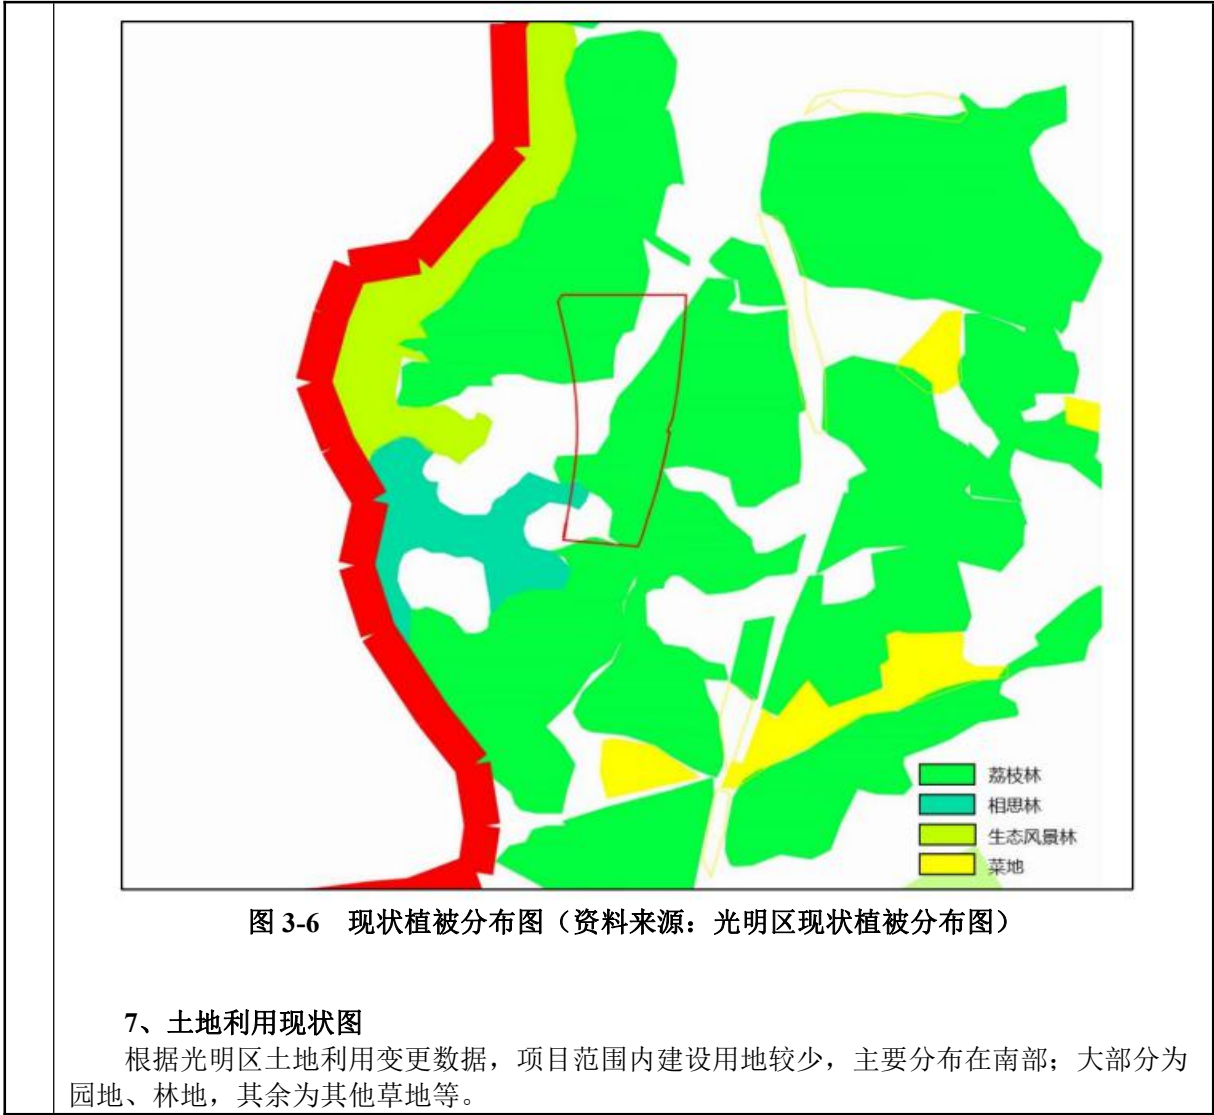 荔枝林
相思林
生态风景林
菜地
图 3-6 现状植被分布图（资料来源：光明区现状植被分布图）
7、土地利用现状图
根据光明区土地利用变更数据，项目范围内建设用地较少，主要分布在南部；大部分为
园地、林地，其余为其他草地等。